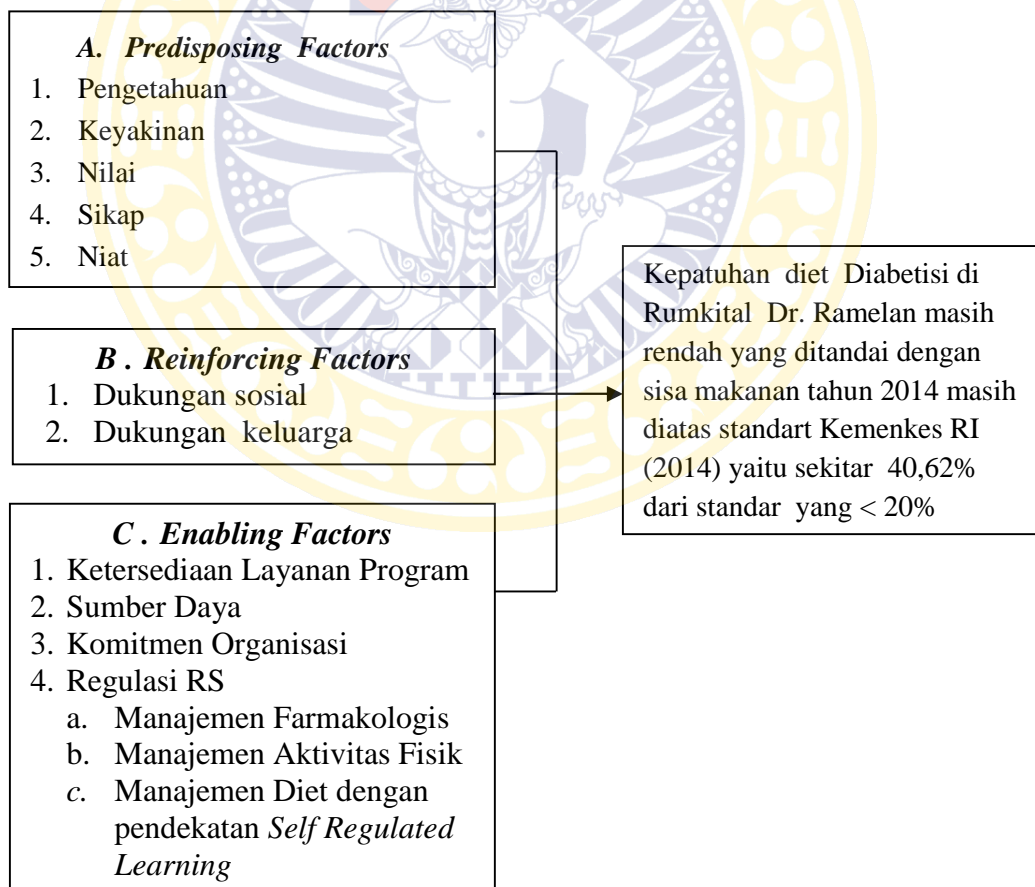 A. Predisposing Factors
1. Pengetahuan
2. Keyakinan
3. Nilai
4. Sikap
5. Niat
B . Reinforcing Factors
1. Dukungan sosial
2. Dukungan keluarga
C . Enabling Factors
1. Ketersediaan Layanan Program
2. Sumber Daya
3. Komitmen Organisasi
4. Regulasi RS
a. Manajemen Farmakologis
b. Manajemen Aktivitas Fisik
c. Manajemen Diet dengan
pendekatan Self Regulated
Learning
Kepatuhan diet Diabetisi di
Rumkital Dr. Ramelan masih
rendah yang ditandai dengan
sisa makanan tahun 2014 masih
diatas standart Kemenkes RI
(2014) yaitu sekitar 40,62%
dari standar yang < 20%